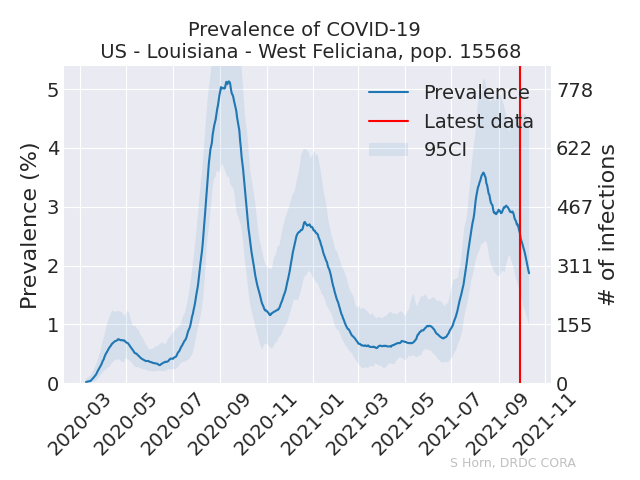 Prevalence of COVID-19
US - Louisiana - West Feliciana, pop. 15568
Prevalence (%)
5
4
3
2
1
0
Prevalence
Latest data
95CI
778
622
467
311
155
0
# of infections
2020-03
2020-05
2020-07
2020-09
2020-11
2021-01
2021-03
2021-05
2021-07
2021-09
2021-11
S Horn, DRDC CORA